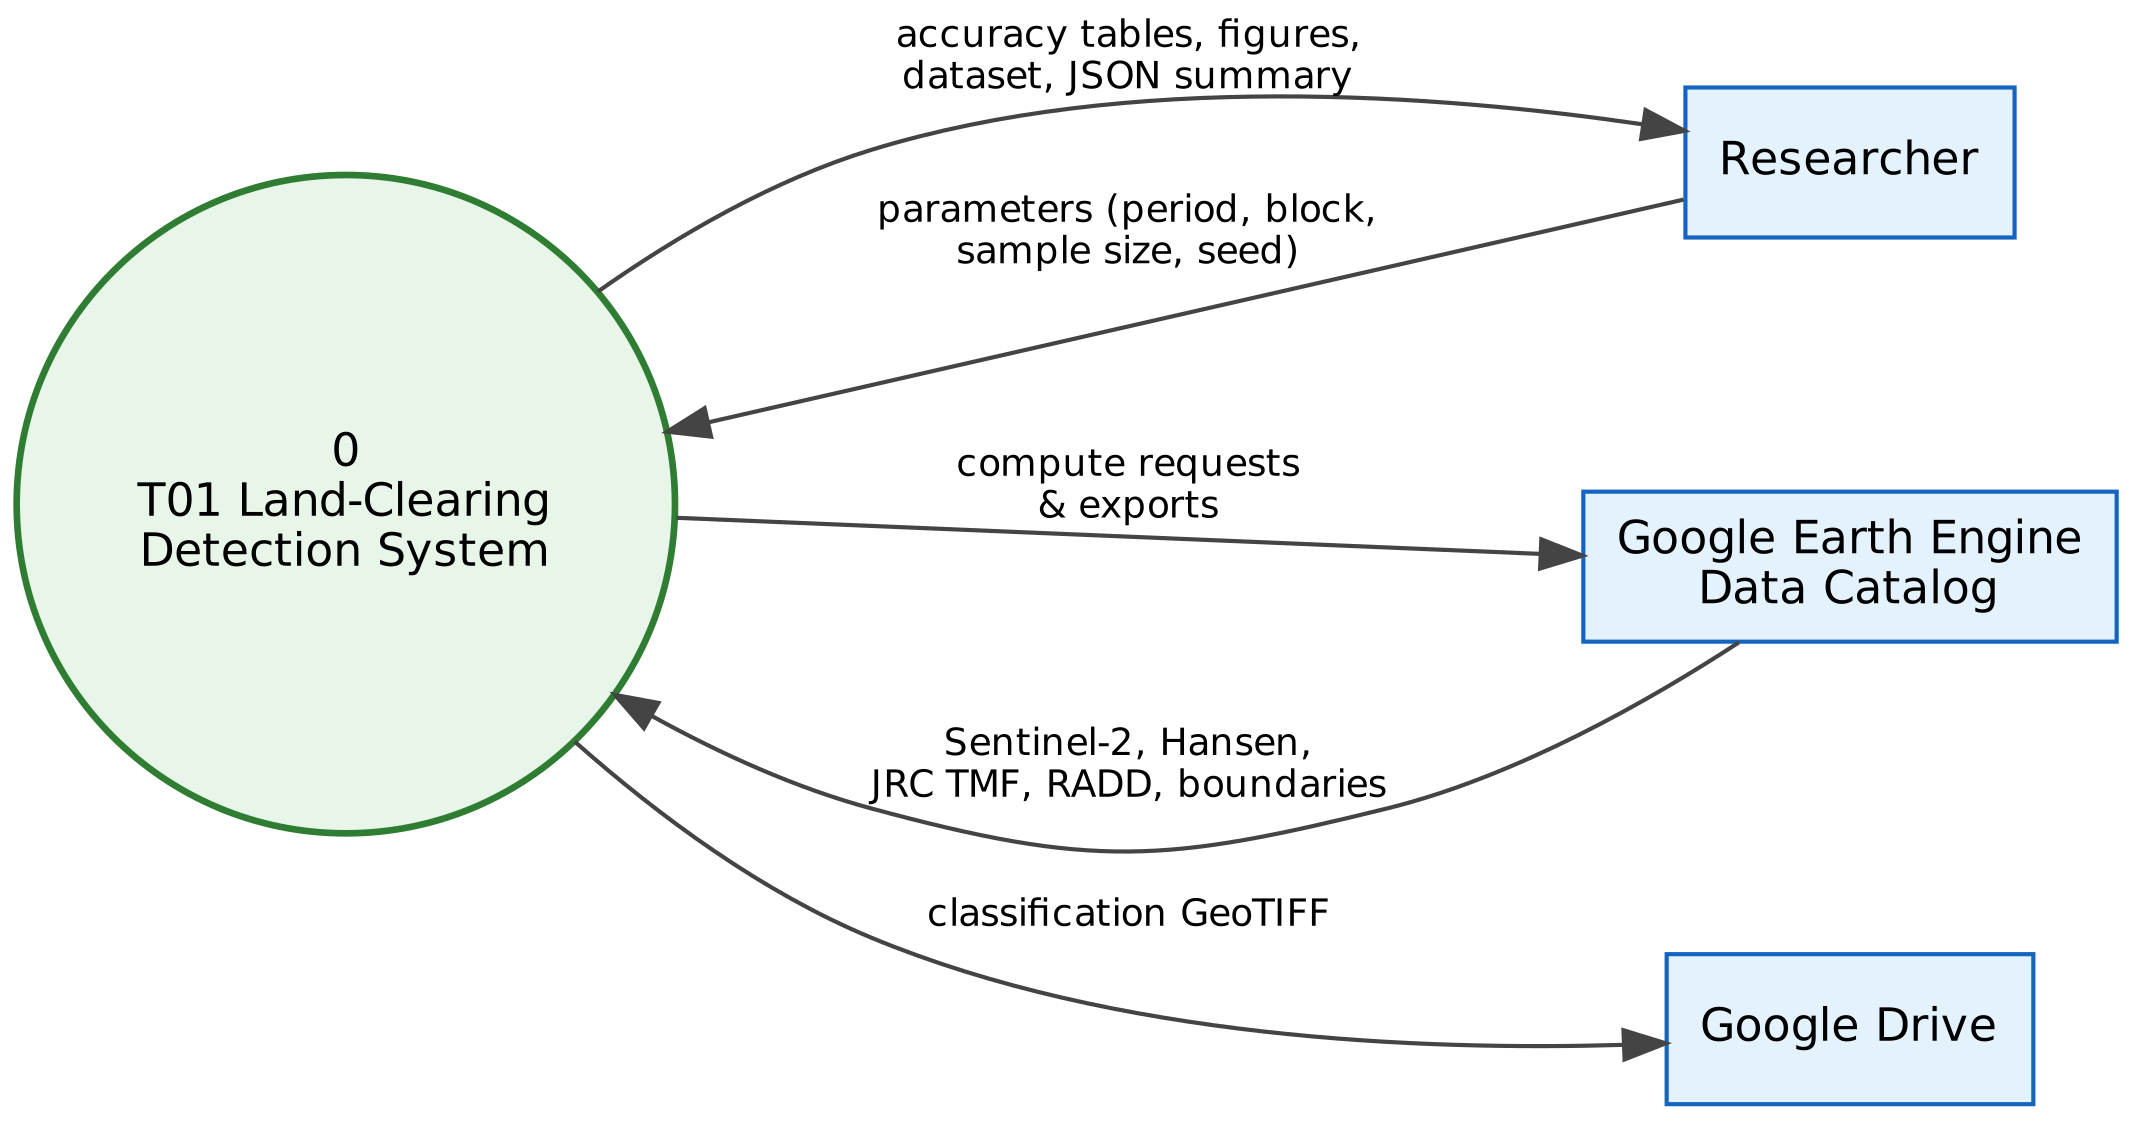 accuracy tables, figures,
dataset, JSON summary
Researcher
parameters (period, block,
sample size, seed)
0
T01 Land-Clearing
Detection System
compute requests
& exports
Google Earth Engine
Data Catalog
Sentinel-2, Hansen,
JRC TMF, RADD, boundaries
classification GeoTIFF
Google Drive